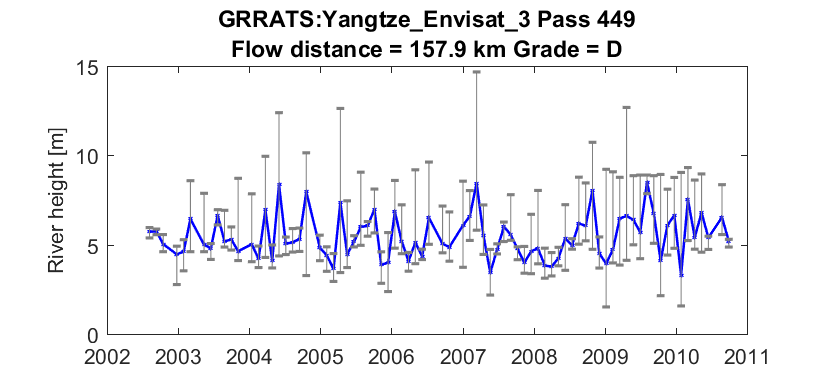 GRRATS:Yangtze_Envisat_3 Pass 449
Flow distance = 157.9 km Grade = D
River height [m]
15
10
5
0
2002 2003 2004 2005 2006 2007 2008 2009 2010 2011